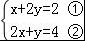 x+2y=2 ①
2x+y=4 ②